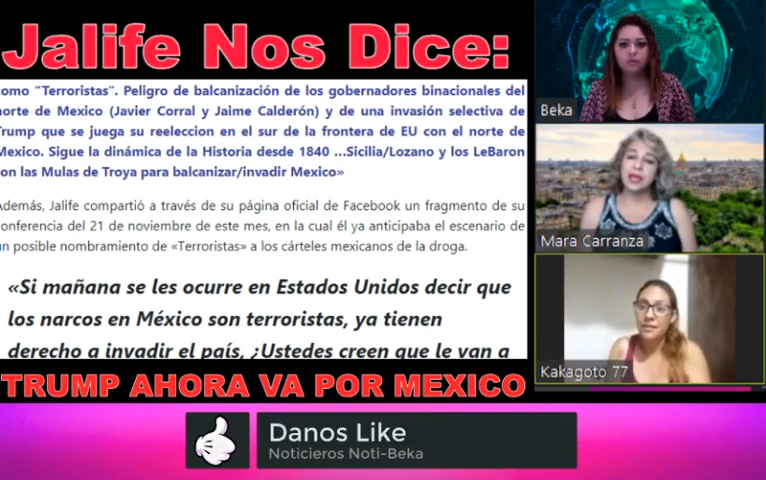 Jalife Nos Dice:
como “Terroristas”. Peligro de balcanización de los gobernadores binacionales del
norte de Mexico (Javier Corral y Jaime Calderón) y de una invasión selectiva de
Trump que se juega su reeleccion en el sur de la frontera de EU con el norte de
Mexico. Sigue la dinámica de la Historia desde 1840 ...Sicilia/Lozano y los LeBaron
son las Mulas de Troya para balcanizar/invadir Mexico»
Además, Jalife compartió a través de su página oficial de Facebook un fragmento de su
conferencia del 21 de noviembre de este mes, en la cual él ya anticipaba el escenario de
un posible nombramiento de «Terroristas» a los cárteles mexicanos de la droga.
«Si mañana se les ocurre en Estados Unidos decir que
los narcos en México son terroristas, ya tienen
derecho a invadir el país, ¿Ustedes creen que le van a
TRUMP AHORA VA POR MEXICO
Beka
Mara Carranza
Kakagoto 77
Danos Like
Noticieros Noti-Beka